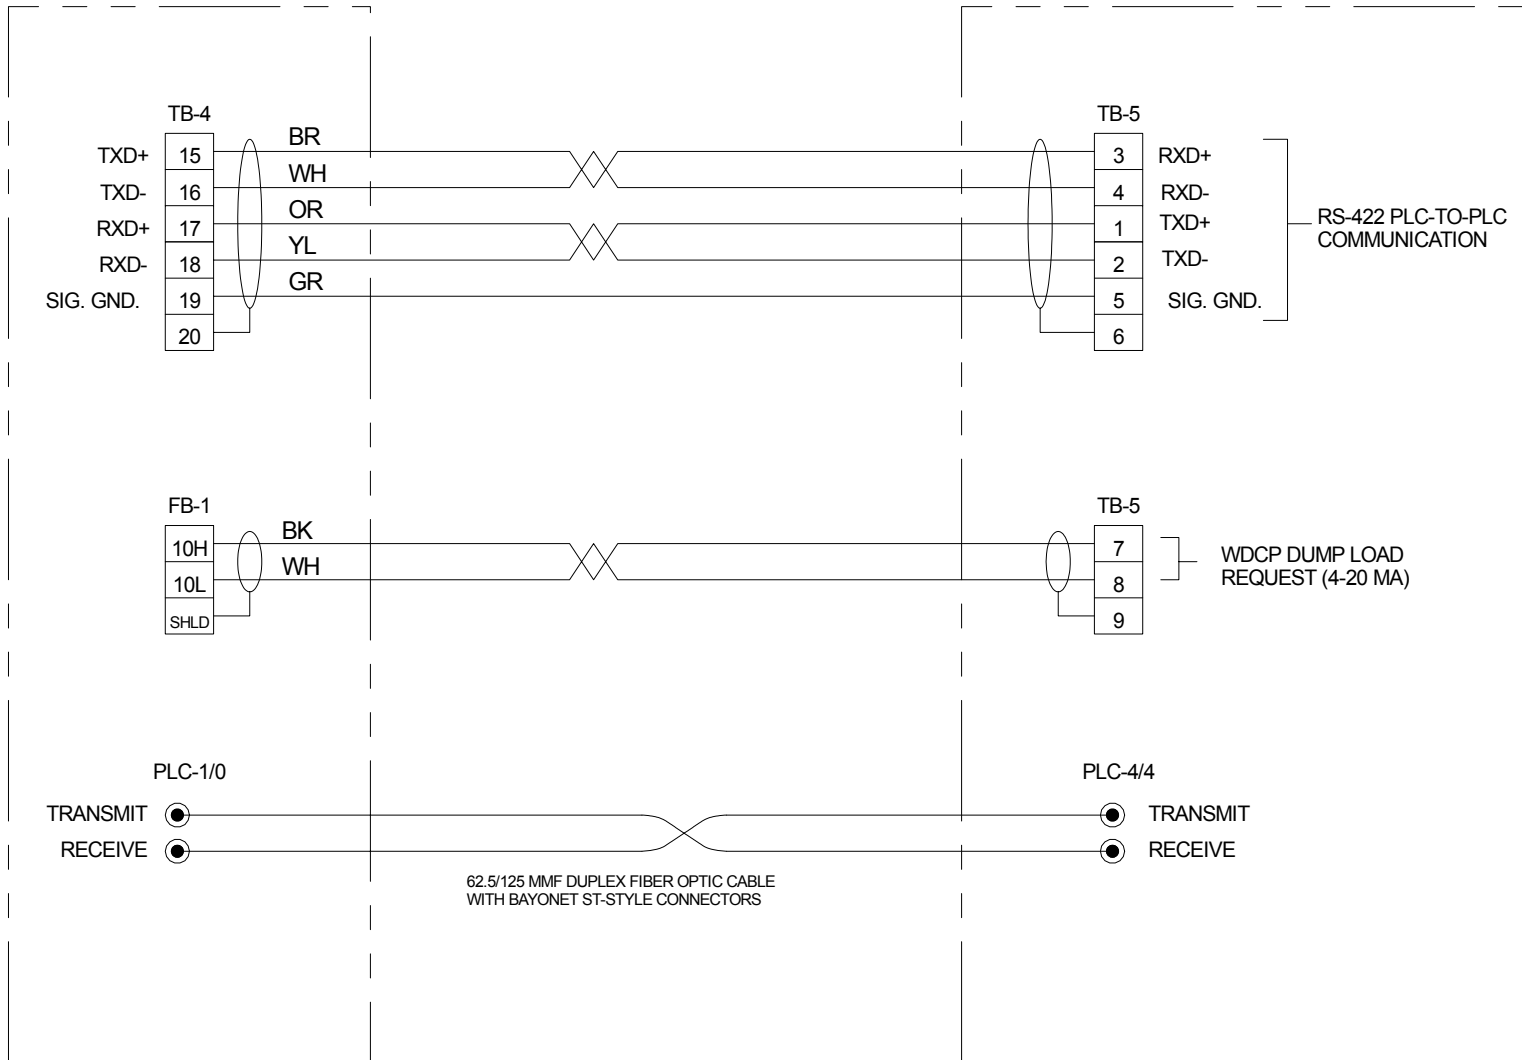 TB-4
TB-5
BR
TXD+ 15
3 RXD+
WH
TXD- 16
4 RXD-
OR
RXD+ 17
1 TXD+
RS-422 PLC-TO-PLC
COMMUNICATION
YL
RXD- 18
2 TXD-
GR
SIG. GND. 19
5 SIG. GND.
20
6
FB-1
TB-5
BK
10H
7
WDCP DUMP LOAD
REQUEST (4-20 MA)
WH
10L
8
SHLD
9
PLC-1/0
PLC-4/4
TRANSMIT
TRANSMIT
RECEIVE
RECEIVE
62.5/125 MMF DUPLEX FIBER OPTIC CABLE
WITH BAYONET ST-STYLE CONNECTORS